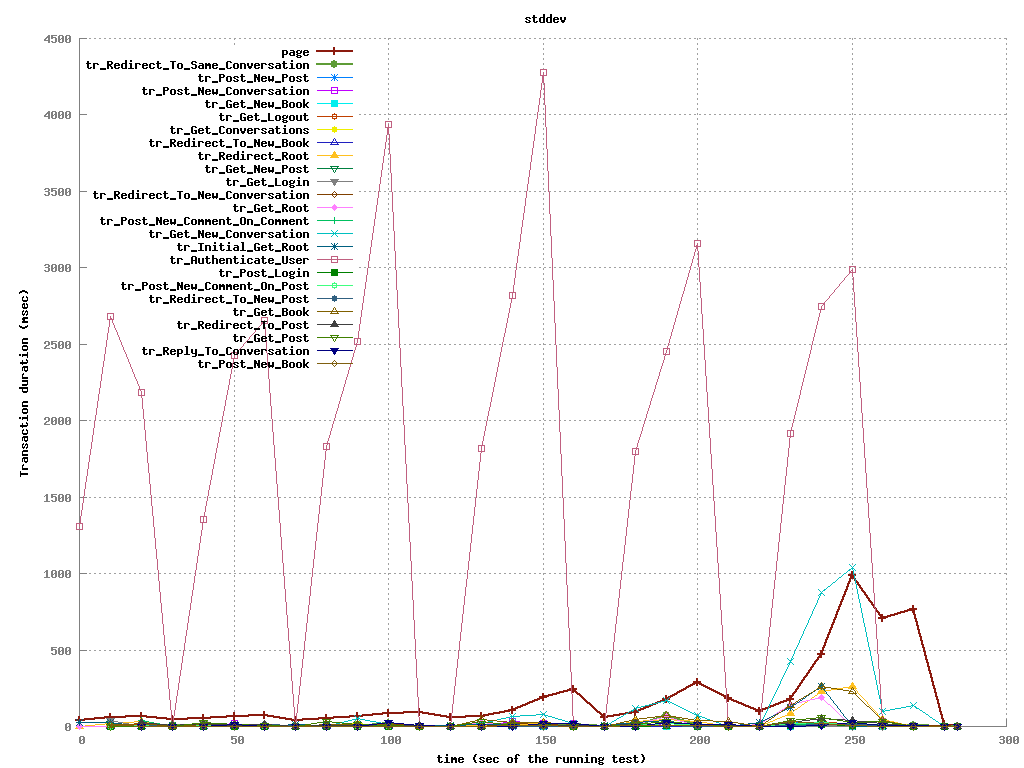 stddev
4500
4000
3500
3000
2500
2000
1500
1000
500
0
Transaction duration (msec)
page
tr_Redirect_To_Same_Conversation
tr_Post_New_Post
tr_Post_New_Conversation
tr_Get_New_Book
tr_Get_Logout
tr_Get_Conversations
tr_Redirect_To_New_Book
tr_Redirect_Root
tr_Get_New_Post
tr_Get_Login
tr_Redirect_To_New_Conversation
tr_Get_Root
tr_Post_New_Comment_On_Comment
tr_Get_New_Conversation
tr_Initial_Get_Root
tr_Authenticate_User
tr_Post_Login
tr_Post_New_Comment_On_Post
tr_Redirect_To_New_Post
tr_Get_Book
tr_Redirect_To_Post
tr_Get_Post
tr_Reply_To_Conversation
tr_Post_New_Book
0 50 100 150 200 250 300
time (sec of the running test)